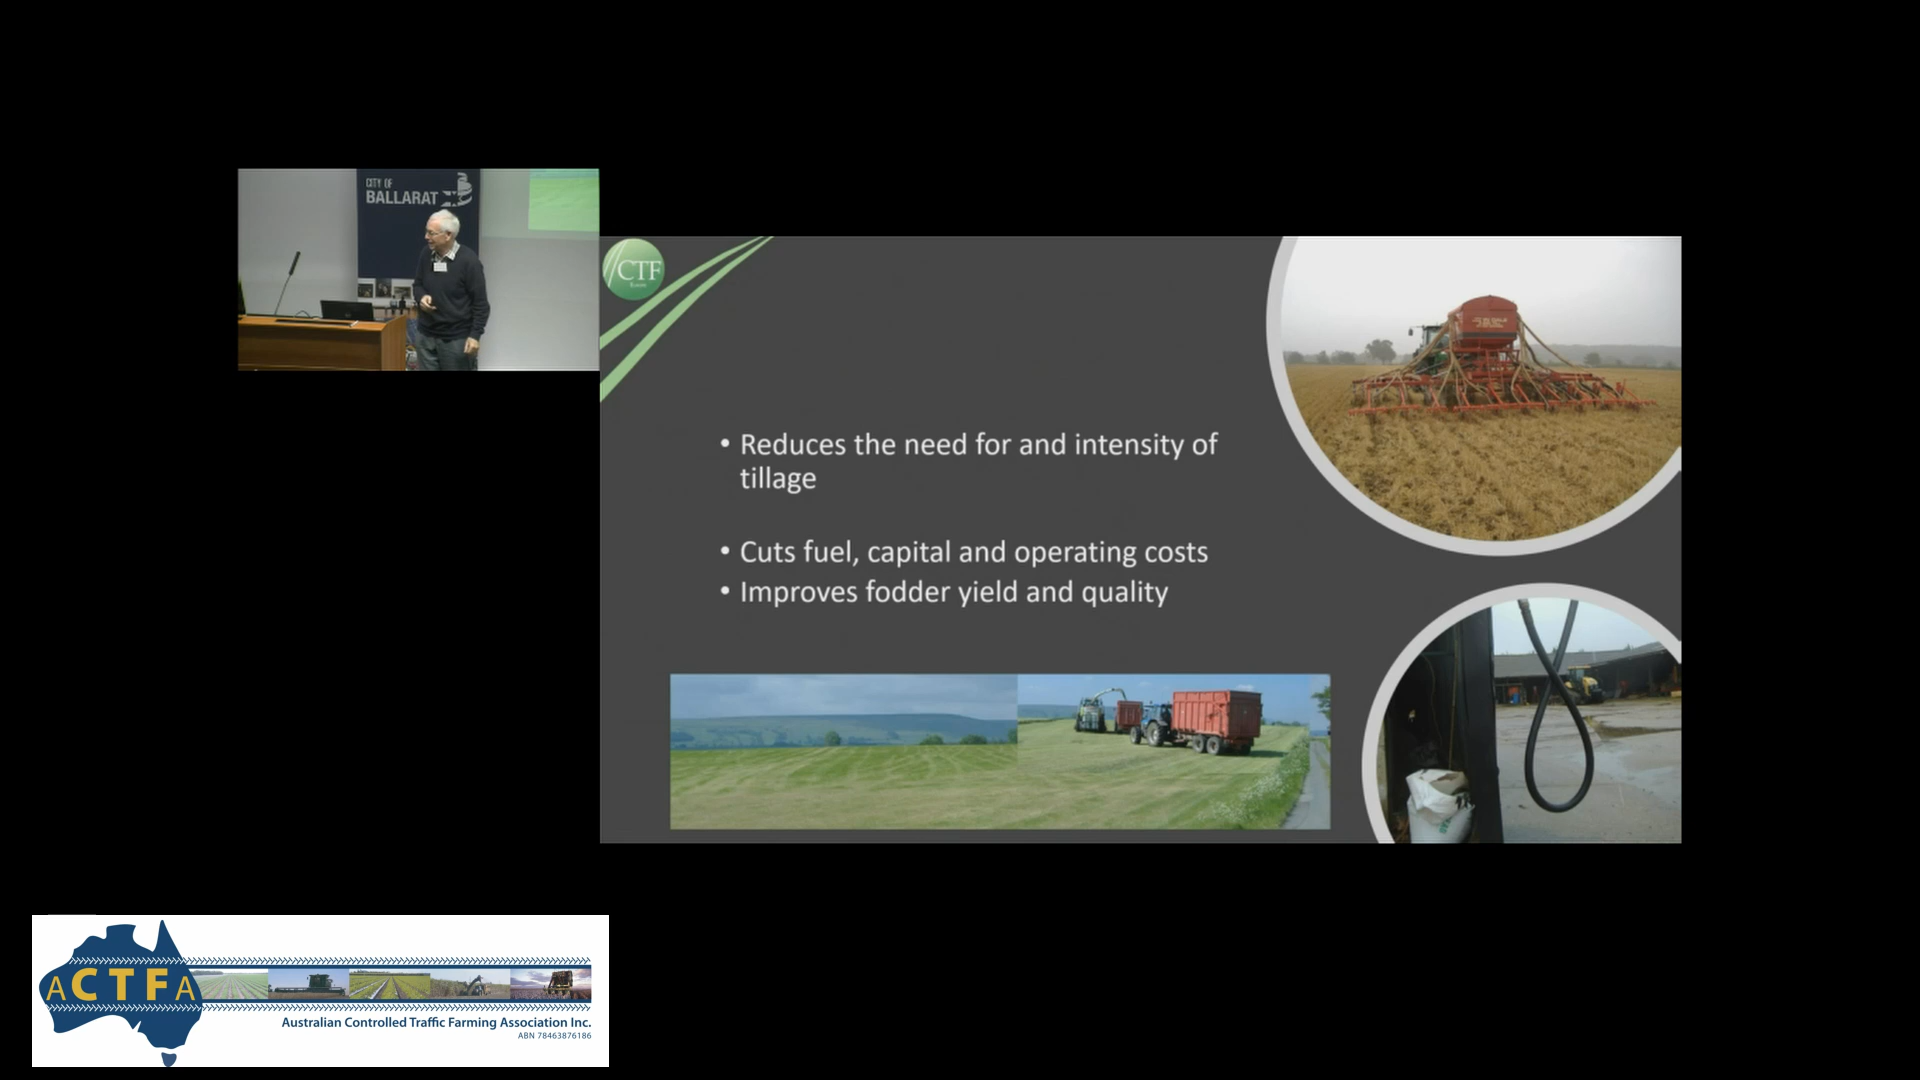 CITY OF
BALLARAT
CTF
Europe
• Reduces the need for and intensity of
tillage
• Cuts fuel, capital and operating costs
• Improves fodder yield and quality
ACTFA
Australian Controlled Traffic Farming Association Inc.
ABN 78463876186